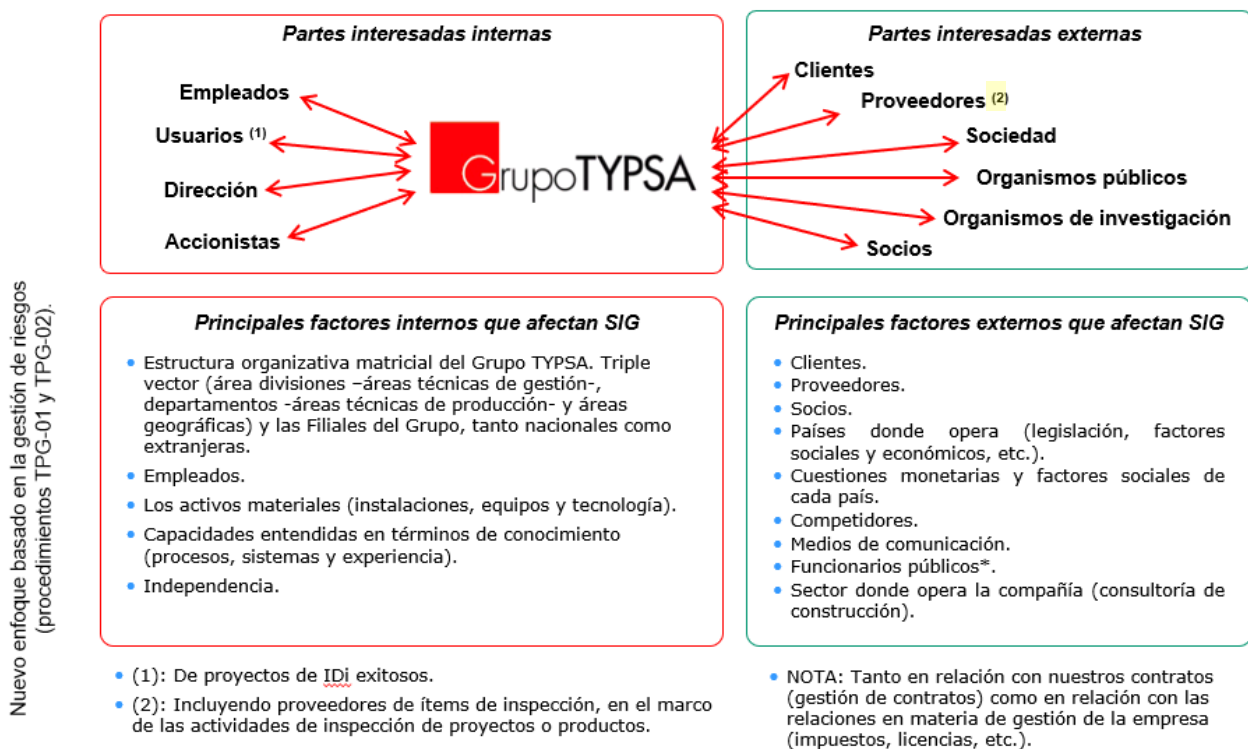 Nuevo enfoque basado en la gestión de riesgos
(procedimientos TPG-01 y TPG-02).
Partes interesadas internas
Empleados
Usuarios (1)
Dirección
Accionistas
GrupoTYPSA
Partes interesadas externas
Clientes
Proveedores (2)
Sociedad
Organismos públicos
Organismos de investigación
Socios
Principales factores internos que afectan SIG
• Estructura organizativa matricial del Grupo TYPSA. Triple
vector (área divisiones –áreas técnicas de gestión-,
departamentos -áreas técnicas de producción- y áreas
geográficas) y las Filiales del Grupo, tanto nacionales como
extranjeras.
• Empleados.
• Los activos materiales (instalaciones, equipos y tecnología).
• Capacidades entendidas en términos de conocimiento
(procesos, sistemas y experiencia).
• Independencia.
Principales factores externos que afectan SIG
• Clientes.
• Proveedores.
• Socios.
• Países donde opera (legislación, factores
sociales y económicos, etc.).
• Cuestiones monetarias y factores sociales de
cada país.
• Competidores.
• Medios de comunicación.
• Funcionarios públicos*.
• Sector donde opera la compañía (consultoría de
construcción).
• (1): De proyectos de IDi exitosos.
• (2): Incluyendo proveedores de ítems de inspección, en el marco
de las actividades de inspección de proyectos o productos.
• NOTA: Tanto en relación con nuestros contratos
(gestión de contratos) como en relación con las
relaciones en materia de gestión de la empresa
(impuestos, licencias, etc.).